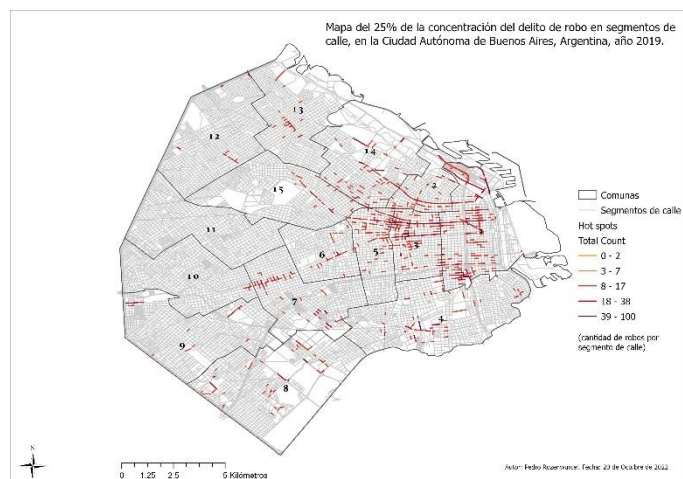 Mapa del 25% de la concentración del delito de robo en segmentos de
calle, en la Ciudad Autónoma de Buenos Aires, Argentina, año 2019.
13
12
14
2
15
1
11
6
5
3
10
7
4
9
8
Comunas
Segmentos de calle
Hot spots
Total Count
0 - 2
3 - 7
8 - 17
18 - 38
39 - 100
(cantidad de robos por
segmento de calle)
N
0 1.25 2.5 5 Kilómetros
Autor: Pedro Fecha: 20 de Octubre de 2022